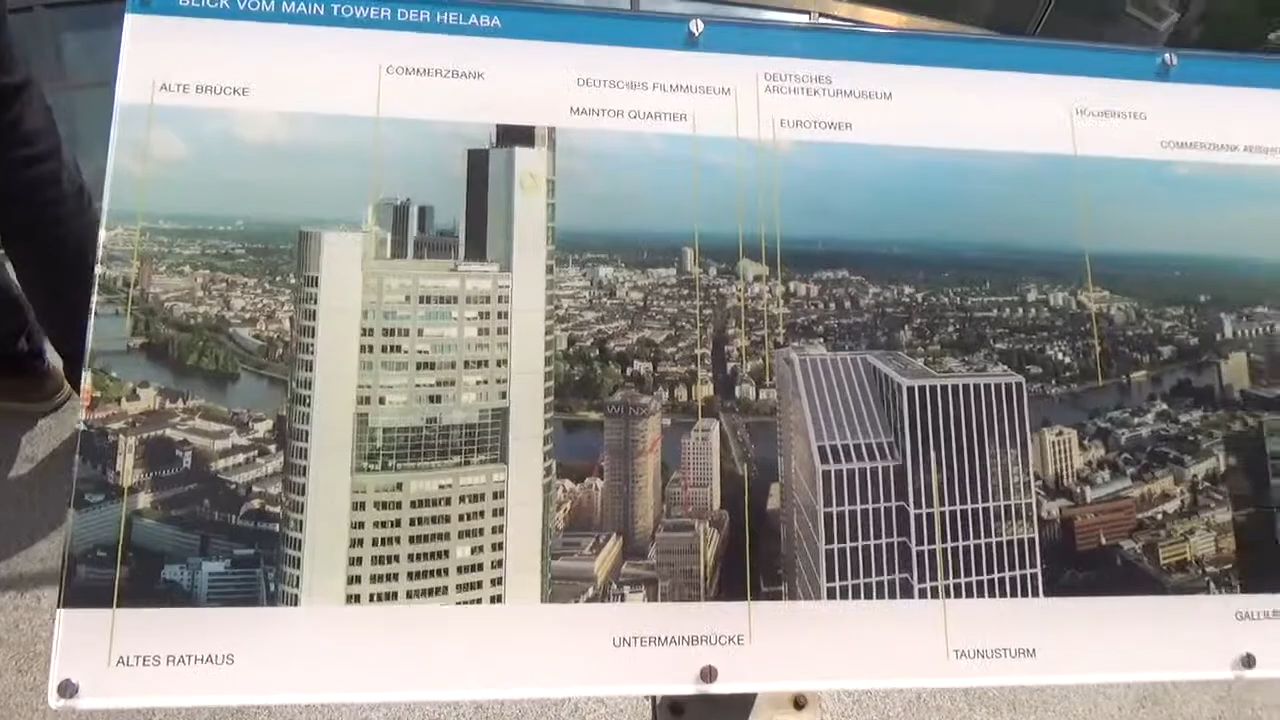 BLICK VOM MAIN TOWER DER HELABA
ALTE BRÜCKE
COMMERZBANK
DEUTSCHES FILMMUSEUM
MAINTOR QUARTIER
DEUTSCHES
ARCHITEKTURMUSEUM
EUROTOWER
HOLBEINSTEG
COMMERZBANK
WINX
ALTES RATHAUS
UNTERMAINBRÜCKE
TAUNUSTURM